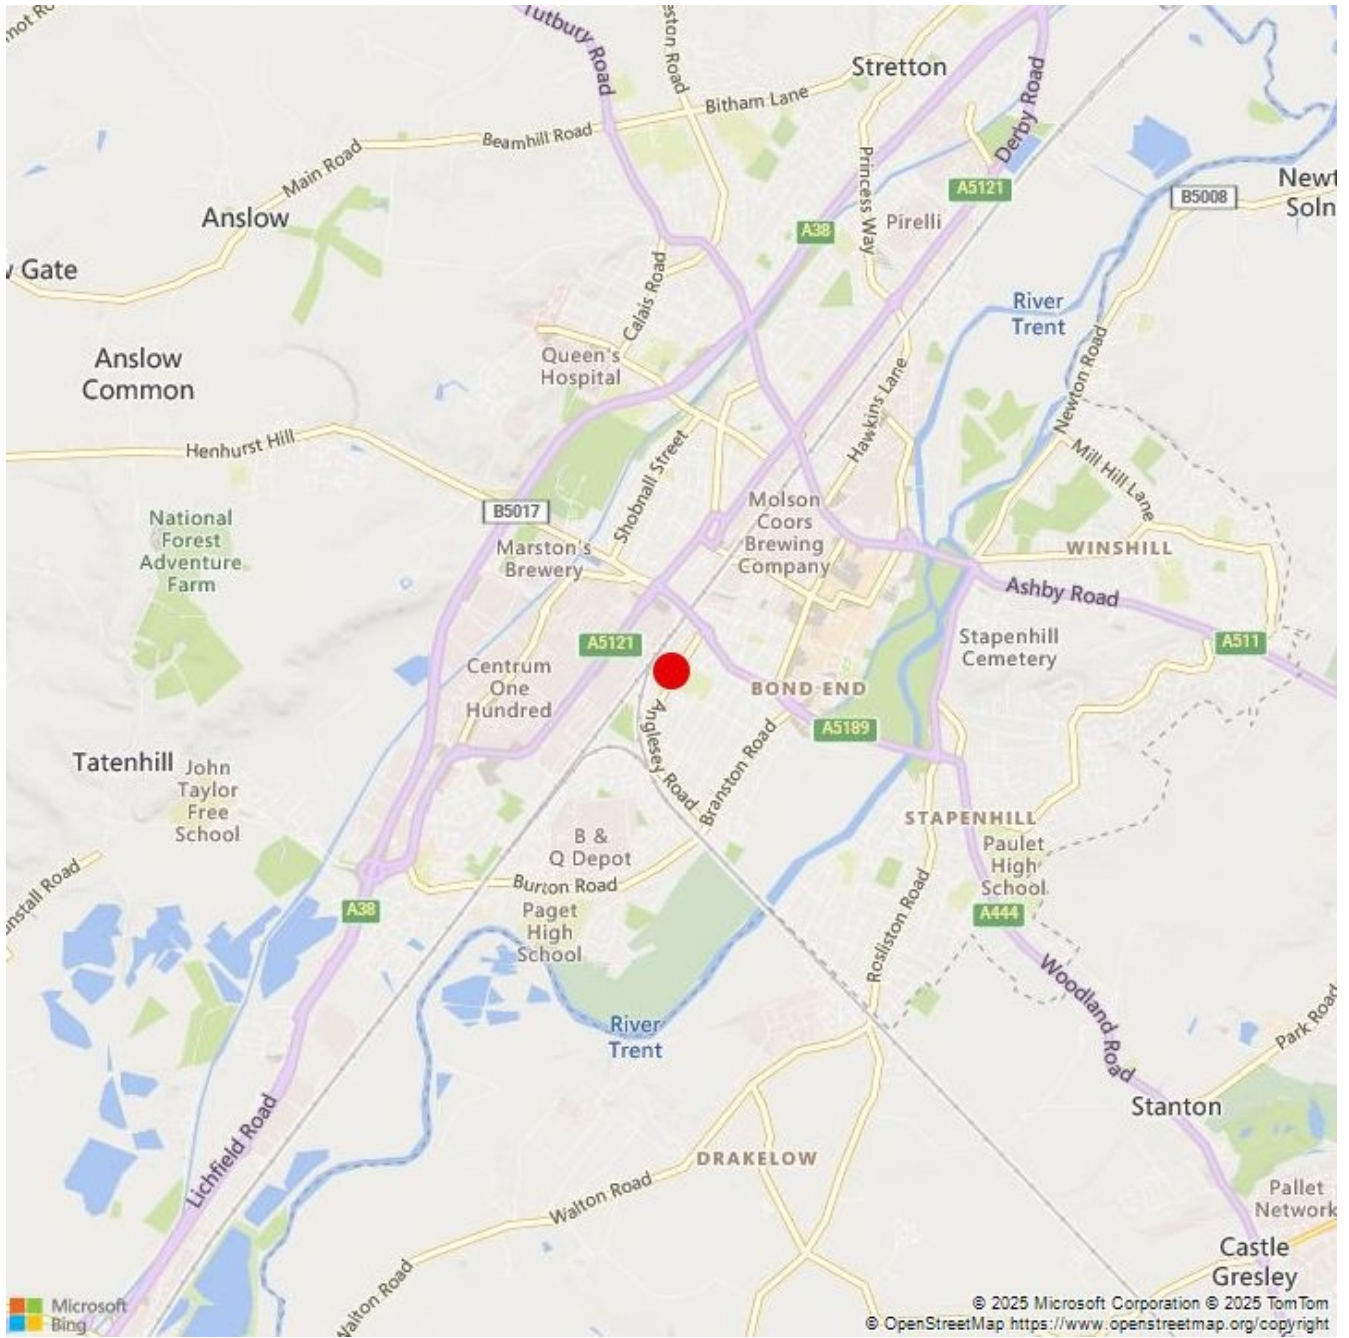 Tutbury Road
Stretton
Bitham Lane
Beamhill Road
Derby Road
Main Road
Princess Way
A5121
B5008
Anslow
Pirelli
A38
Calais Road
River
Trent
Anslow
Common
Queen's
Hospital
Newton Road
Hawkins Lane
Henhurst Hill
Mill Hill Lane
Shobnall Street
B5017
National
Forest
Adventure
Farm
Molson
Coors
Brewing
Company
Marston's
Brewery
WINSHILL
Ashby Road
A5121
Stapenhill
Cemetery
A511
Centrum
One
Hundred
BOND END
A5189
Anglesey Road
Branston Road
Tatenhill
John
Taylor
Free
School
STAPENHILL
B &
Q Depot
Paulet
High
School
Burton Road
A38
Paget
High
School
A444
Rosliston Road
Woodland Road
River
Trent
Park Road
Stanton
Lichfield Road
DRAKELOW
Walton Road
Pallet
Network
Castle
Gresley
Walton Road
Microsoft
Bing
© 2025 Microsoft Corporation © 2025 TomTom
© OpenStreetMap https://www.openstreetmap.org/copyright